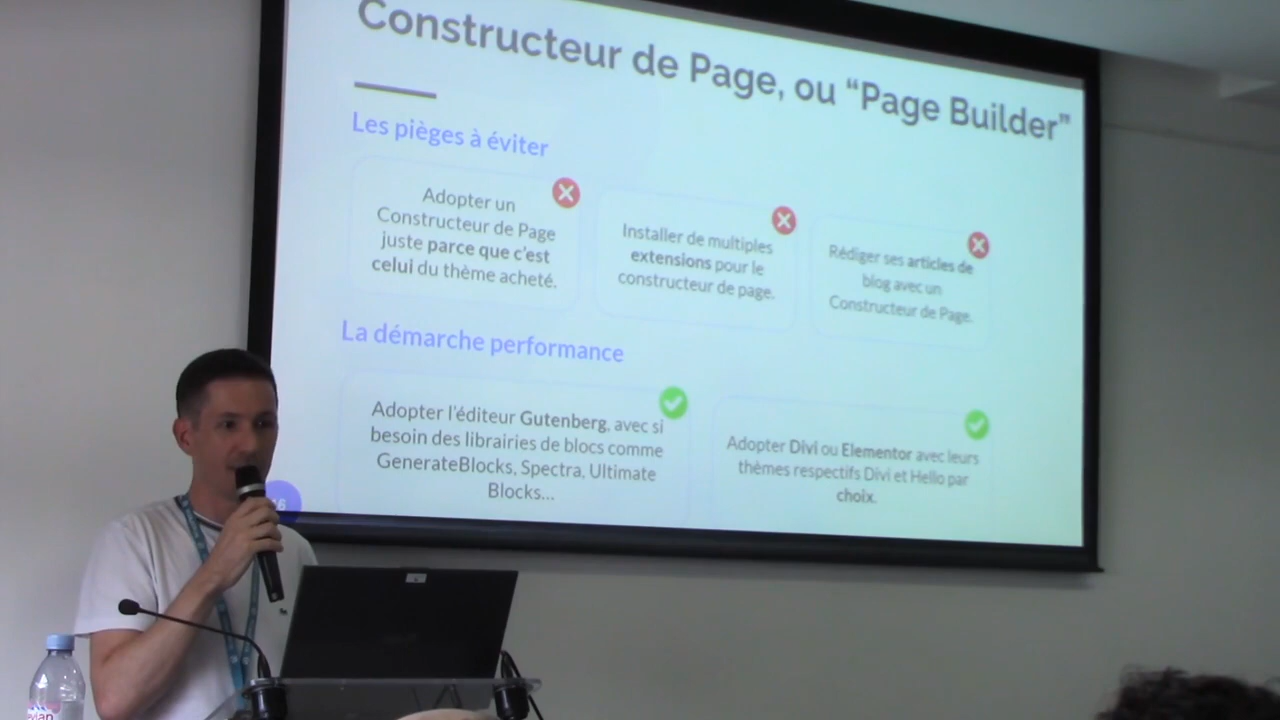 Constructeur de Page, ou “Page Builder”
Les pièges à éviter
Adopter un
Constructeur de Page
juste parce que c’est
celui du thème acheté.
Installer de multiples
extensions pour le
constructeur de page.
Rédiger ses articles de
blog avec un
Constructeur de Page.
La démarche performance
Adopter l’éditeur Gutenberg, avec si
besoin des librairies de blocs comme
GenerateBlocks, Spectra, Ultimate
Blocks...
Adopter Divi ou Elementor avec leurs
thèmes respectifs Divi et Hello par
choix.
evian